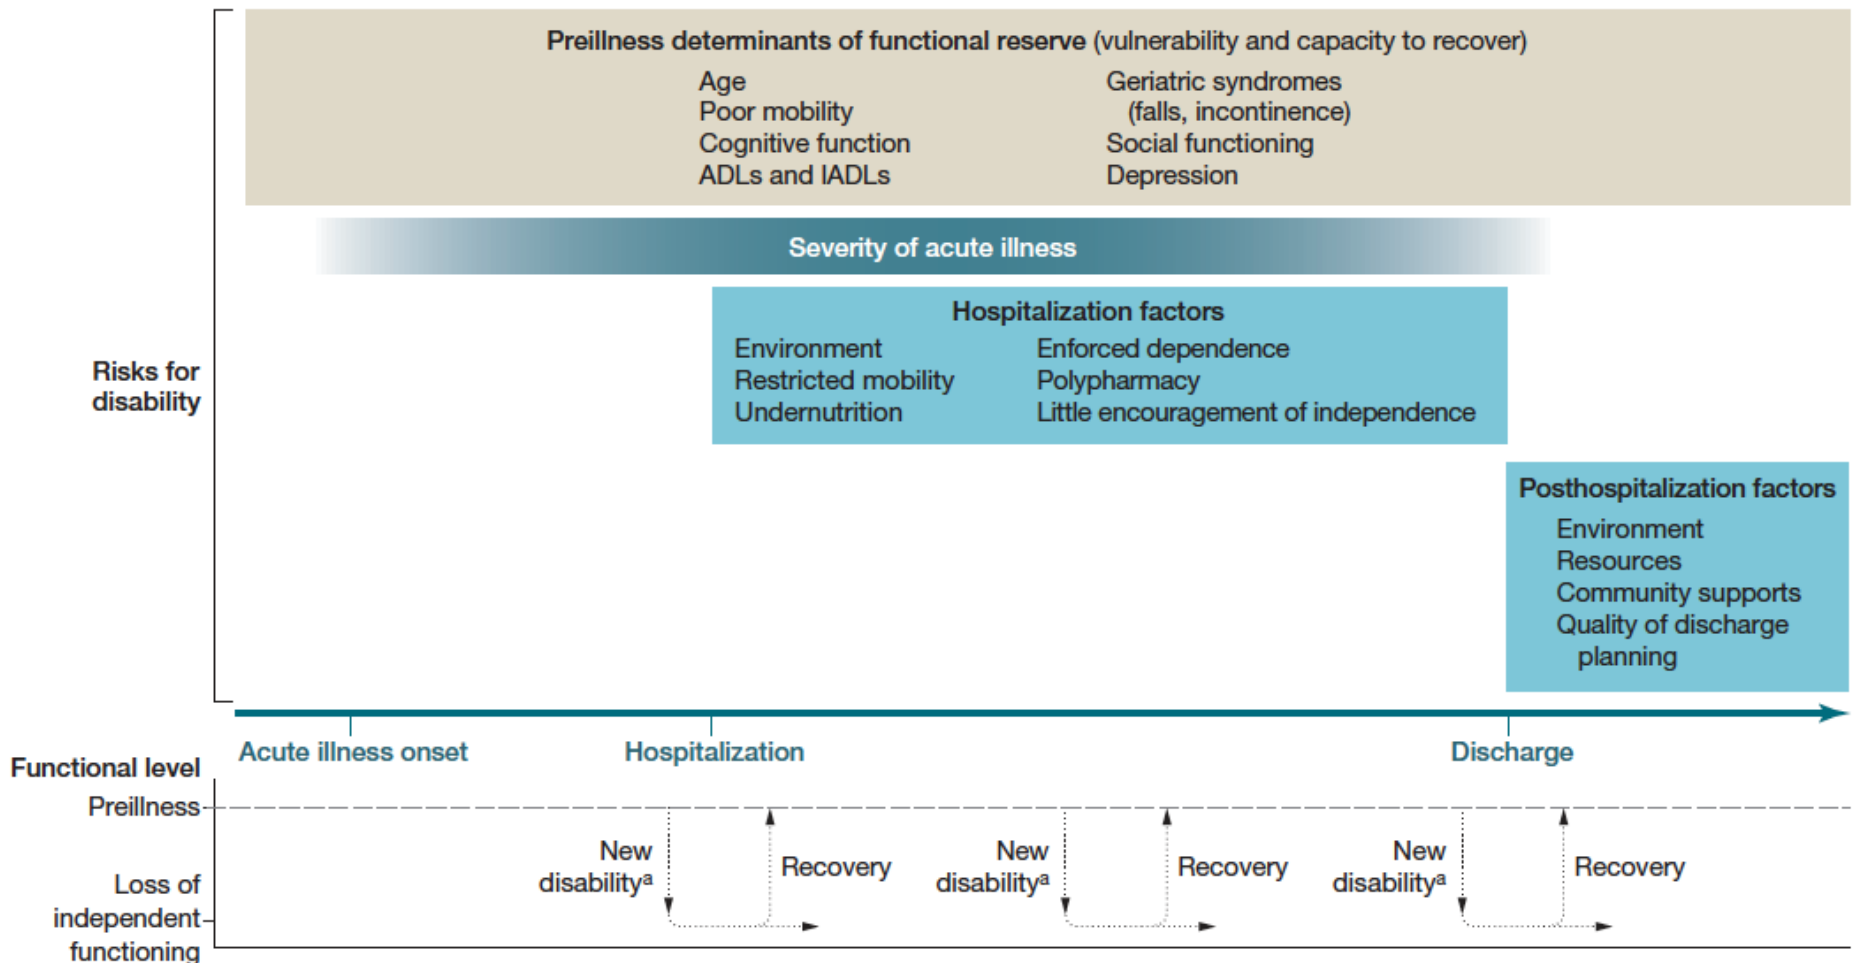 Preillness determinants of functional reserve (vulnerability and capacity to recover)
Age
Poor mobility
Cognitive function
ADLs and IADLs
Geriatric syndromes
(falls, incontinence)
Social functioning
Depression
Severity of acute illness
Hospitalization factors
Environment
Restricted mobility
Undernutrition
Enforced dependence
Polypharmacy
Little encouragement of independence
Risks for
disability
Posthospitalization factors
Environment
Resources
Community supports
Quality of discharge
planning
Acute illness onset
Hospitalization
Discharge
Functional level
Preillness
Loss of
independent
functioning
New
disabilityᵃ
Recovery
New
disabilityᵃ
Recovery
New
disabilityᵃ
Recovery